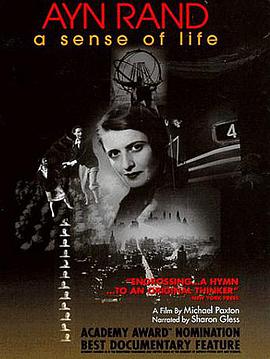 AYN RAND
a sense of life
4
"ENGROSSING...A HYMN
...TO AN ORIGINAL THINKER"
NEW YORK PRESS
A Film By Michael Paxton
Narrated by Sharon Gless
ACADEMY AWARD NOMINATION
BEST DOCUMENTARY FEATURE